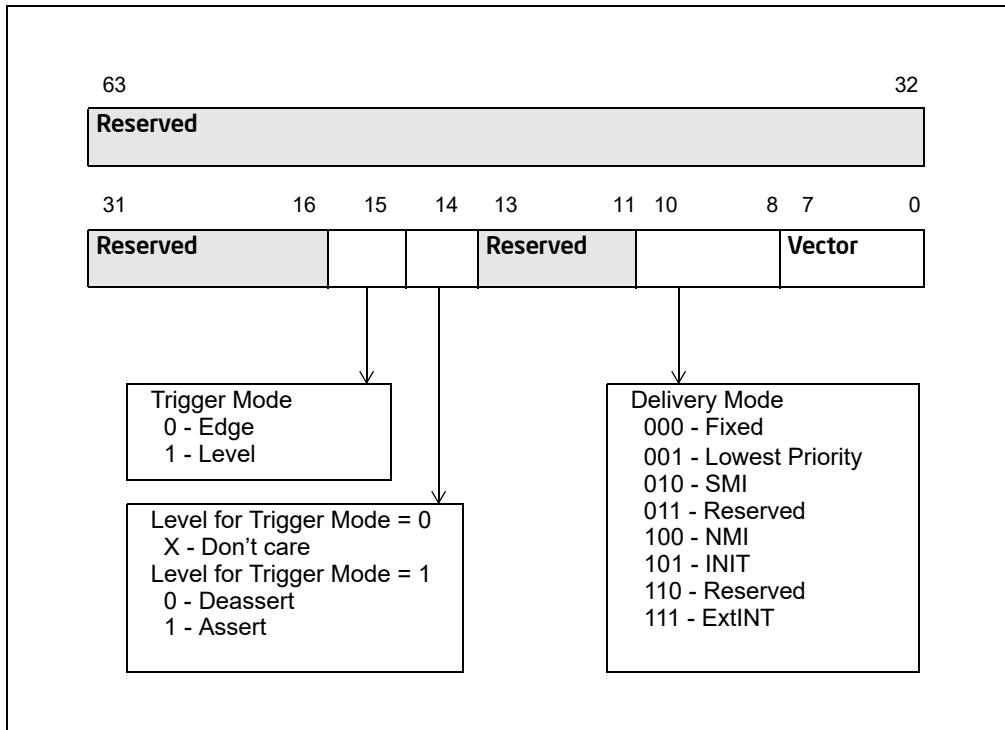 63 32
Reserved
31 16 15 14 13 11 10 8 7 0
Reserved Reserved Vector
Trigger Mode
0 - Edge
1 - Level
Level for Trigger Mode = 0
X - Don’t care
Level for Trigger Mode = 1
0 - Deassert
1 - Assert
Delivery Mode
000 - Fixed
001 - Lowest Priority
010 - SMI
011 - Reserved
100 - NMI
101 - INIT
110 - Reserved
111 - ExtINT